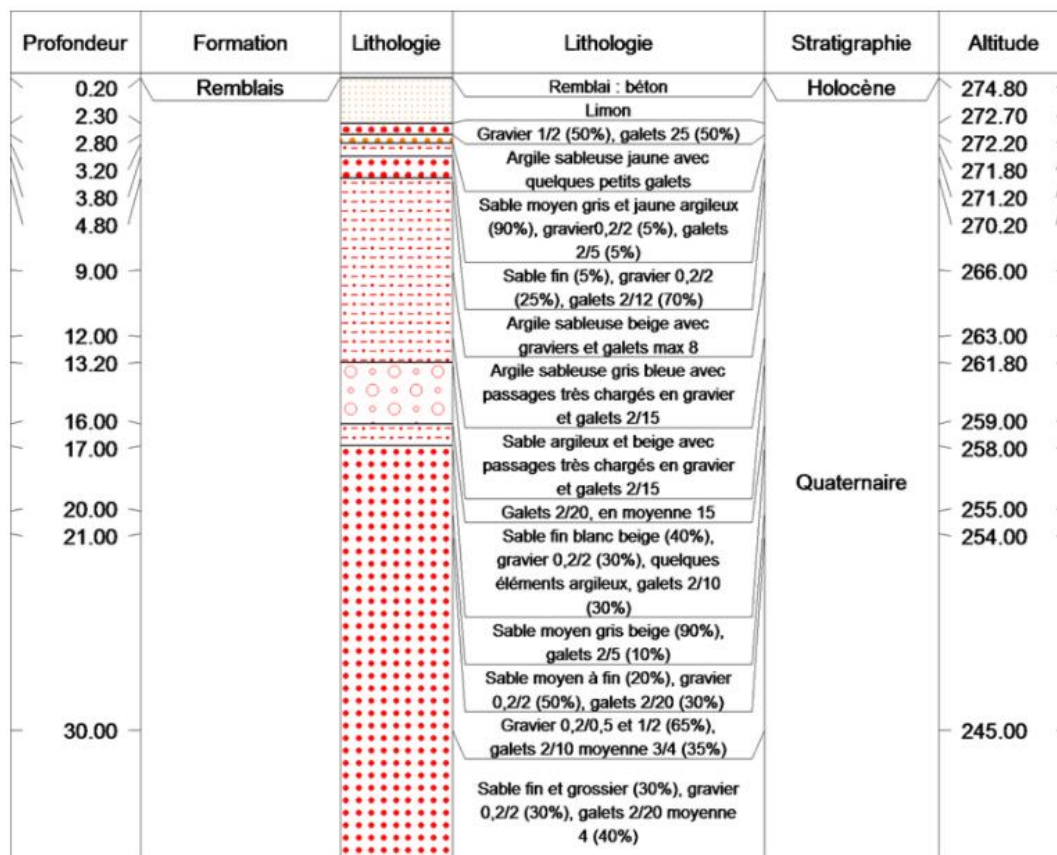 Profondeur Formation Lithologie Lithologie Stratigraphie Altitude
0.20 Remblais Remblai : béton Holocène 274.80
Limon
2.30 272.70
Gravier 1/2 (50%), galets 25 (50%)
2.80 272.20
Argile sableuse jaune avec
quelques petits galets
3.20 271.80
3.80 271.20
Sable moyen gris et jaune argileux
(90%), gravier0,2/2 (5%), galets
2/5 (5%)
4.80 270.20
9.00 266.00
Sable fin (5%), gravier 0,2/2
(25%), galets 2/12 (70%)
Argile sableuse beige avec
graviers et galets max 8
12.00 263.00
13.20 261.80
Argile sableuse gris bleue avec
passages très chargés en gravier
et galets 2/15
16.00 259.00
17.00 258.00
Sable argileux et beige avec
passages très chargés en gravier
et galets 2/15
Quaternaire
Galets 2/20, en moyenne 15
20.00 255.00
21.00 254.00
Sable fin blanc beige (40%),
gravier 0,2/2 (30%), quelques
éléments argileux, galets 2/10
(30%)
Sable moyen gris beige (90%),
galets 2/5 (10%)
Sable moyen à fin (20%), gravier
0,2/2 (50%), galets 2/20 (30%)
30.00 245.00
Gravier 0,2/0,5 et 1/2 (65%),
galets 2/10 moyenne 3/4 (35%)
Sable fin et grossier (30%), gravier
0,2/2 (30%), galets 2/20 moyenne
4 (40%)